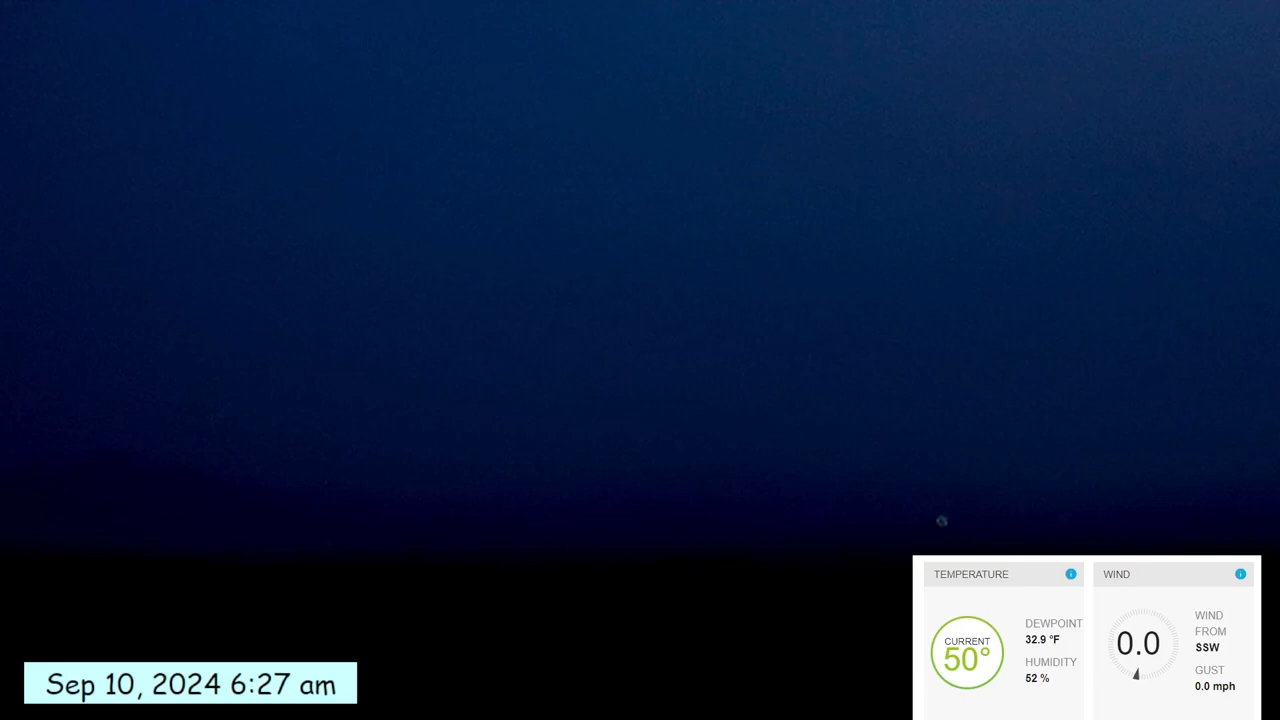 TEMPERATURE
CURRENT
50°
DEWPOINT
32.9 °F
HUMIDITY
52 %
WIND
0.0
WIND
FROM
SSW
GUST
0.0 mph
Sep 10, 2024 6:27 am